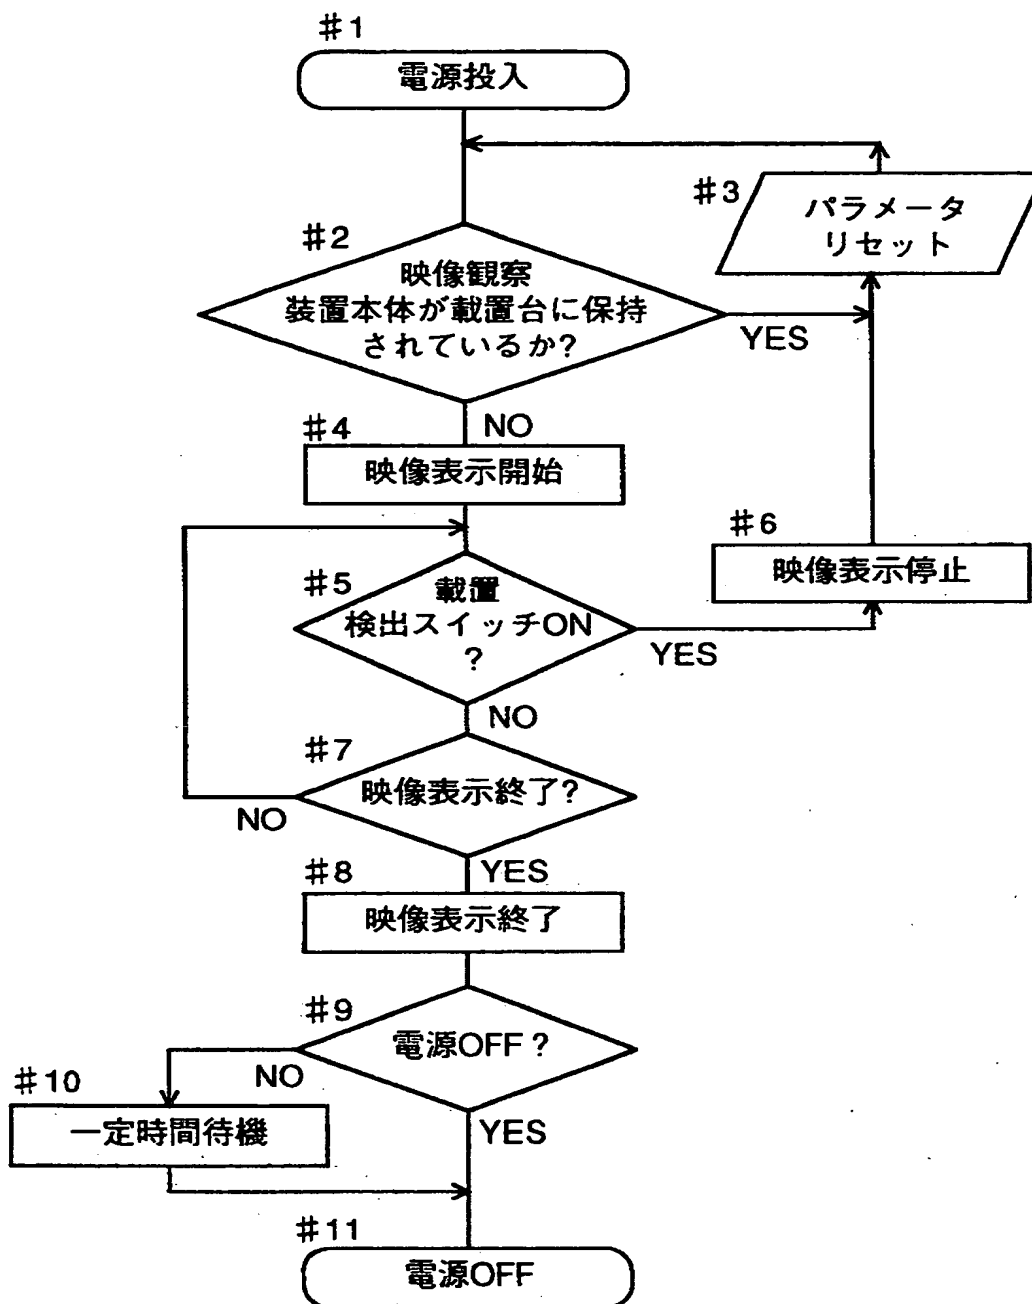 #1
電源投入
#3
パラメータ
リセット
#2
映像観察
装置本体が載置台に保持
されているか?
YES
NO
#4
映像表示開始
#6
映像表示停止
#5
載置
検出スイッチON
?
YES
NO
#7
映像表示終了?
NO
YES
#8
映像表示終了
#9
電源OFF?
NO
YES
#10
一定時間待機
#11
電源OFF